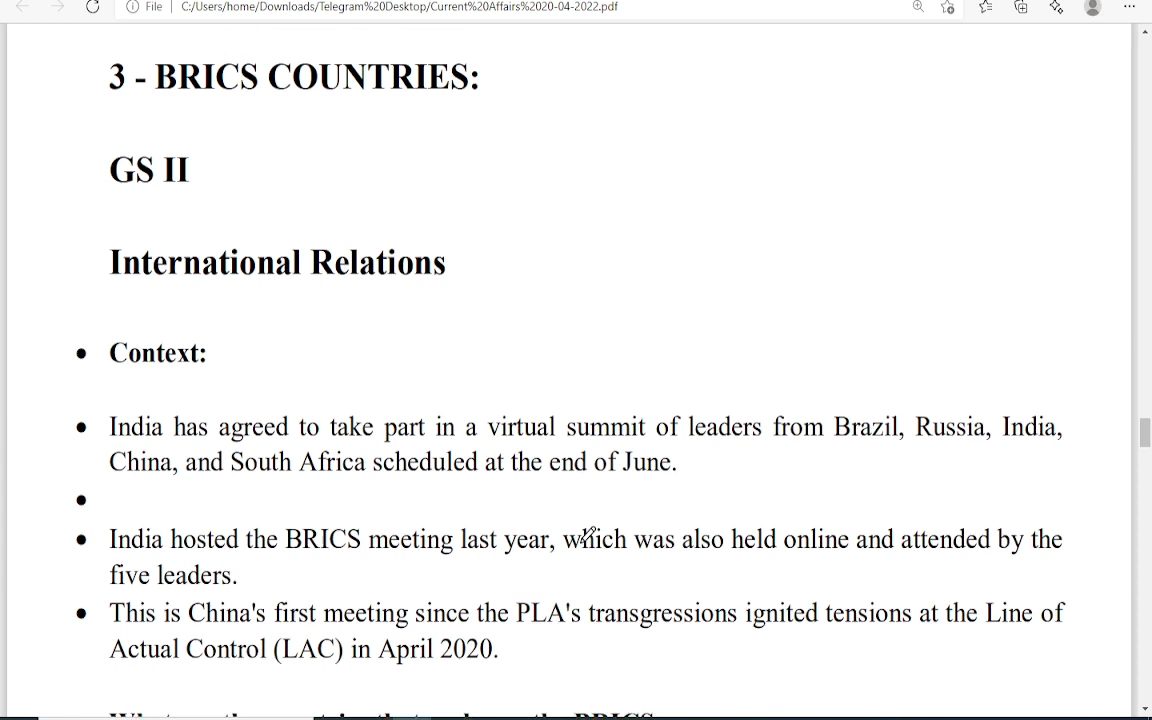 File C:/Users/home/Downloads/Telegram%20Desktop/Current%20Affairs%2020-04-2022.pdf
3 - BRICS COUNTRIES:
GS II
International Relations
• Context:
• India has agreed to take part in a virtual summit of leaders from Brazil, Russia, India,
China, and South Africa scheduled at the end of June.
•
• India hosted the BRICS meeting last year, which was also held online and attended by the
five leaders.
• This is China's first meeting since the PLA's transgressions ignited tensions at the Line of
Actual Control (LAC) in April 2020.